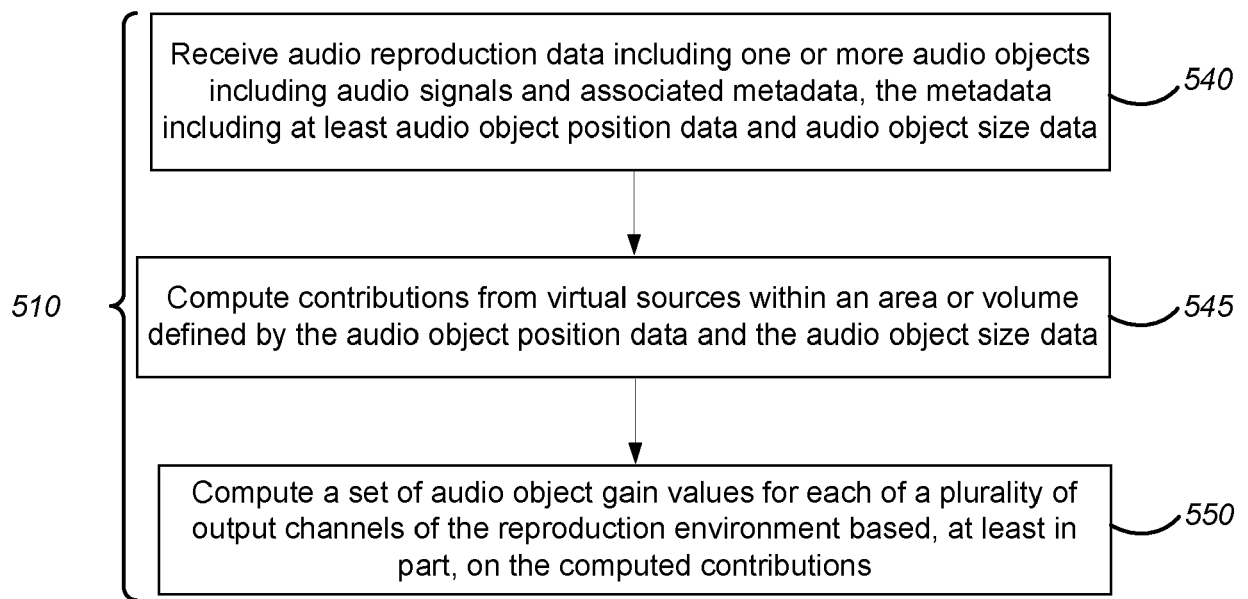 Receive audio reproduction data including one or more audio objects
including audio signals and associated metadata, the metadata
including at least audio object position data and audio object size data
540
510
Compute contributions from virtual sources within an area or volume
defined by the audio object position data and the audio object size data
545
Compute a set of audio object gain values for each of a plurality of
output channels of the reproduction environment based, at least in
part, on the computed contributions
550